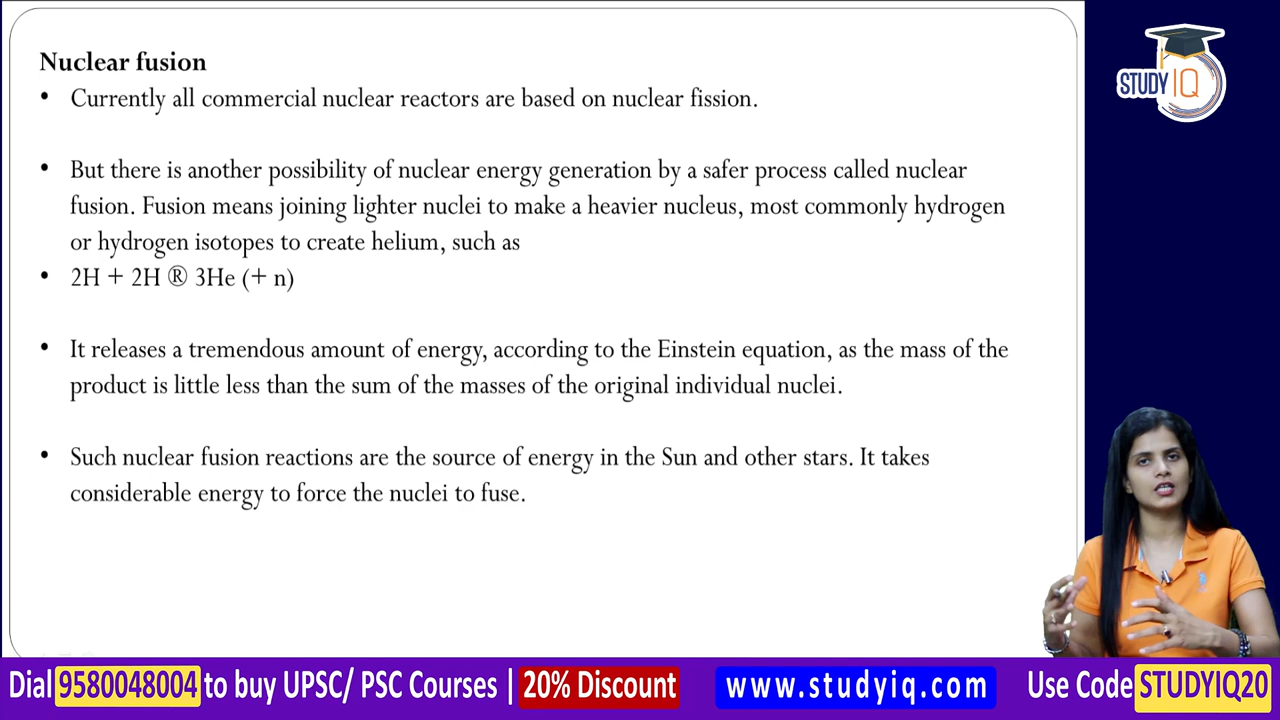 Nuclear fusion
• Currently all commercial nuclear reactors are based on nuclear fission.
• But there is another possibility of nuclear energy generation by a safer process called nuclear
fusion. Fusion means joining lighter nuclei to make a heavier nucleus, most commonly hydrogen
or hydrogen isotopes to create helium, such as
• 2H + 2H ® 3He (+ n)
• It releases a tremendous amount of energy, according to the Einstein equation, as the mass of the
product is little less than the sum of the masses of the original individual nuclei.
• Such nuclear fusion reactions are the source of energy in the Sun and other stars. It takes
considerable energy to force the nuclei to fuse.
STUDY IQ
Dial 9580048004 to buy UPSC/ PSC Courses | 20% Discount www.studyiq.com Use Code STUDYIQ20